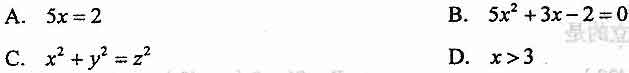 A. 5x=2 B. 5x²+3x−2=0
C. x²+y²=z² D. x>3